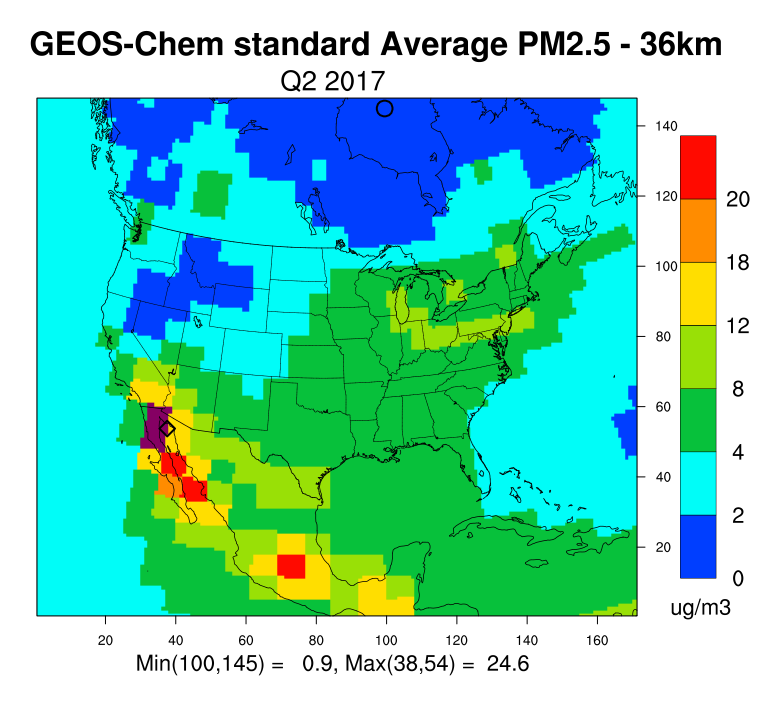 GEOS-Chem standard Average PM2.5 - 36km
Q2 2017
140
120
100
80
60
40
20
20 40 60 80 100 120 140 160
20
18
12
8
4
2
0
ug/m3
Min(100,145) = 0.9, Max(38,54) = 24.6